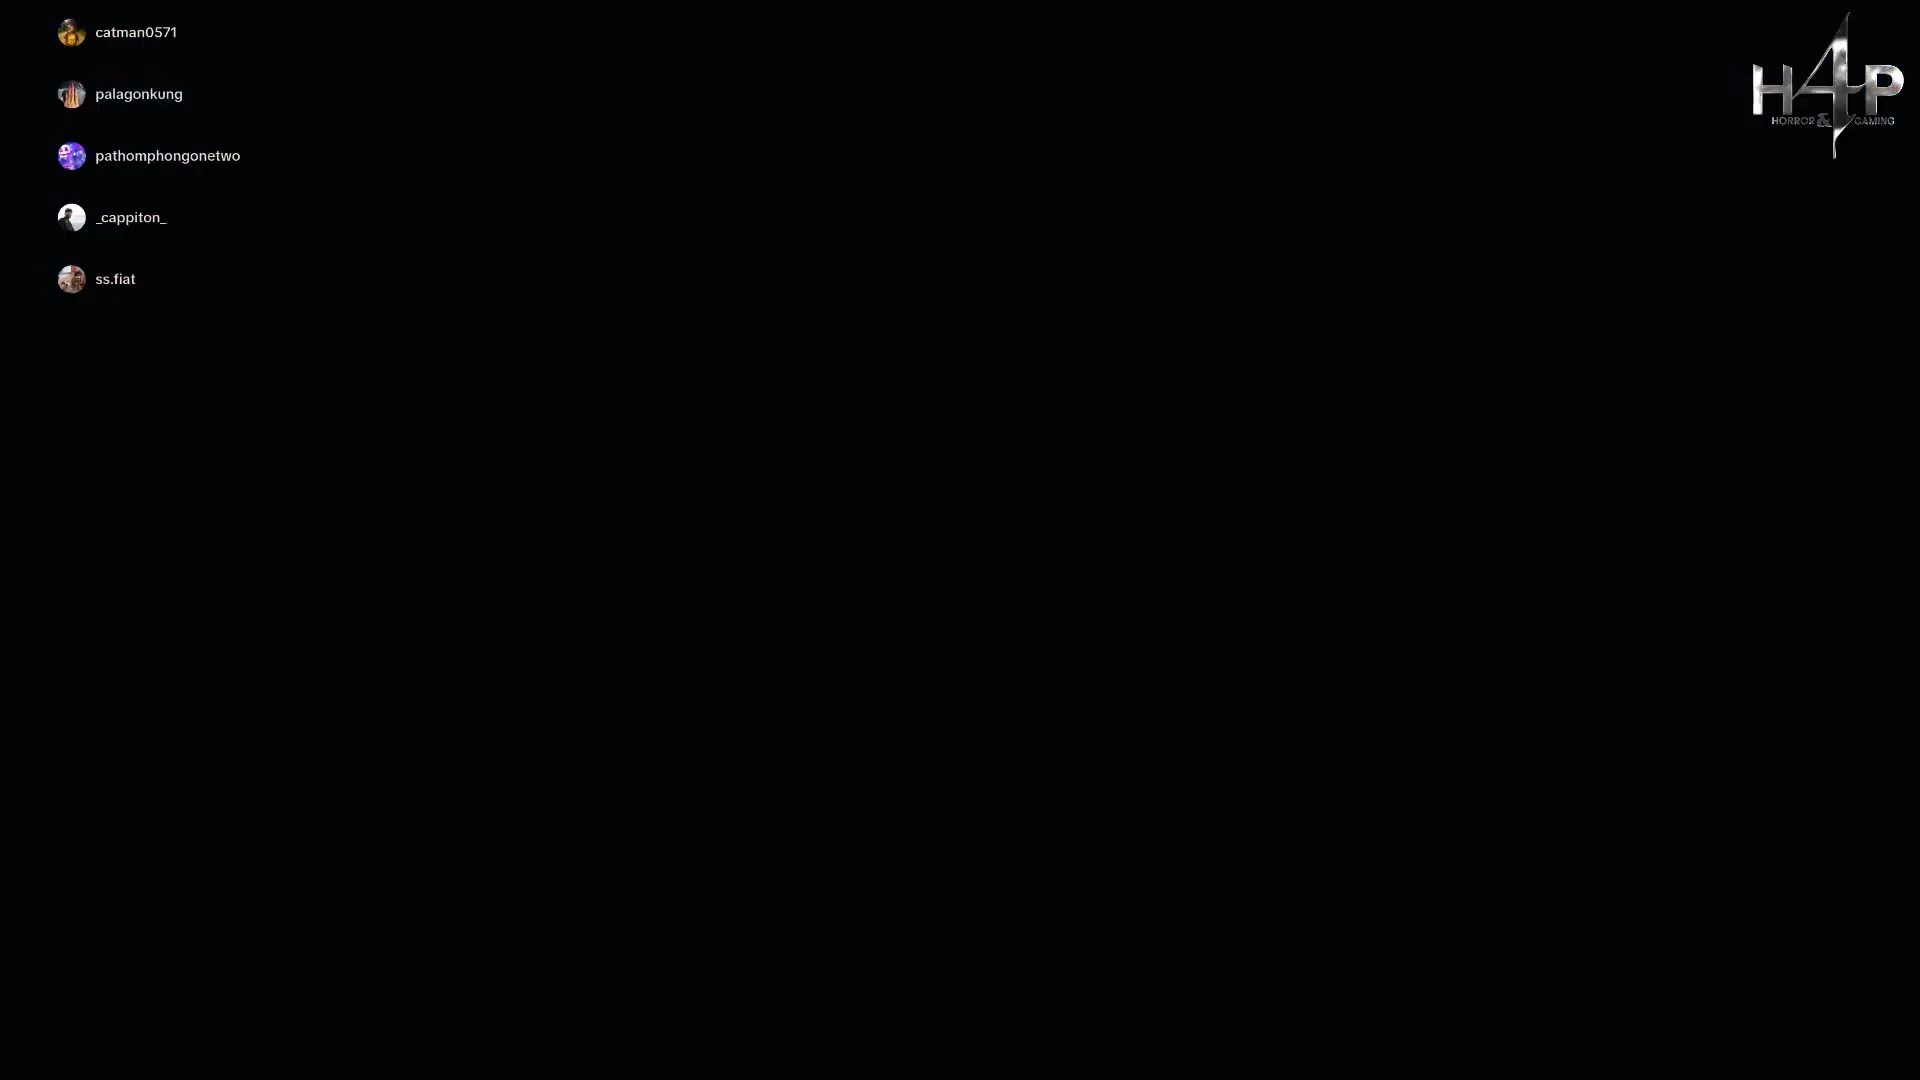 catman0571
palagonkung
pathomphongonetwo
_cappiton_
ss.fiat
H4P
HORROR & GAMING